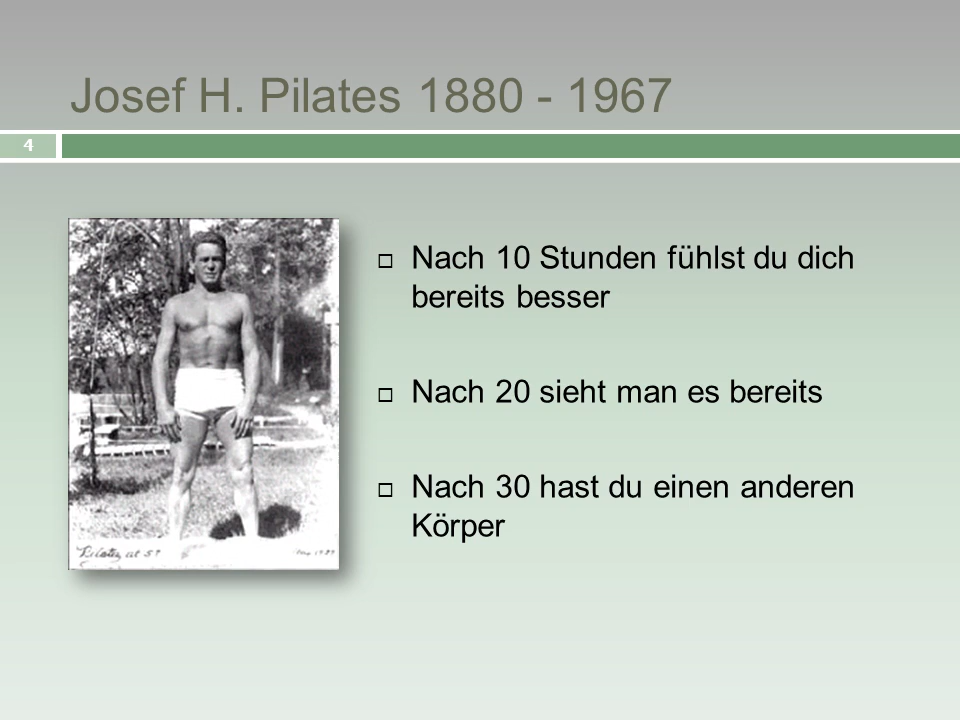 Josef H. Pilates 1880 - 1967
4
Nach 10 Stunden fühlst du dich
bereits besser
Nach 20 sieht man es bereits
Nach 30 hast du einen anderen
Körper
Pilates at 57